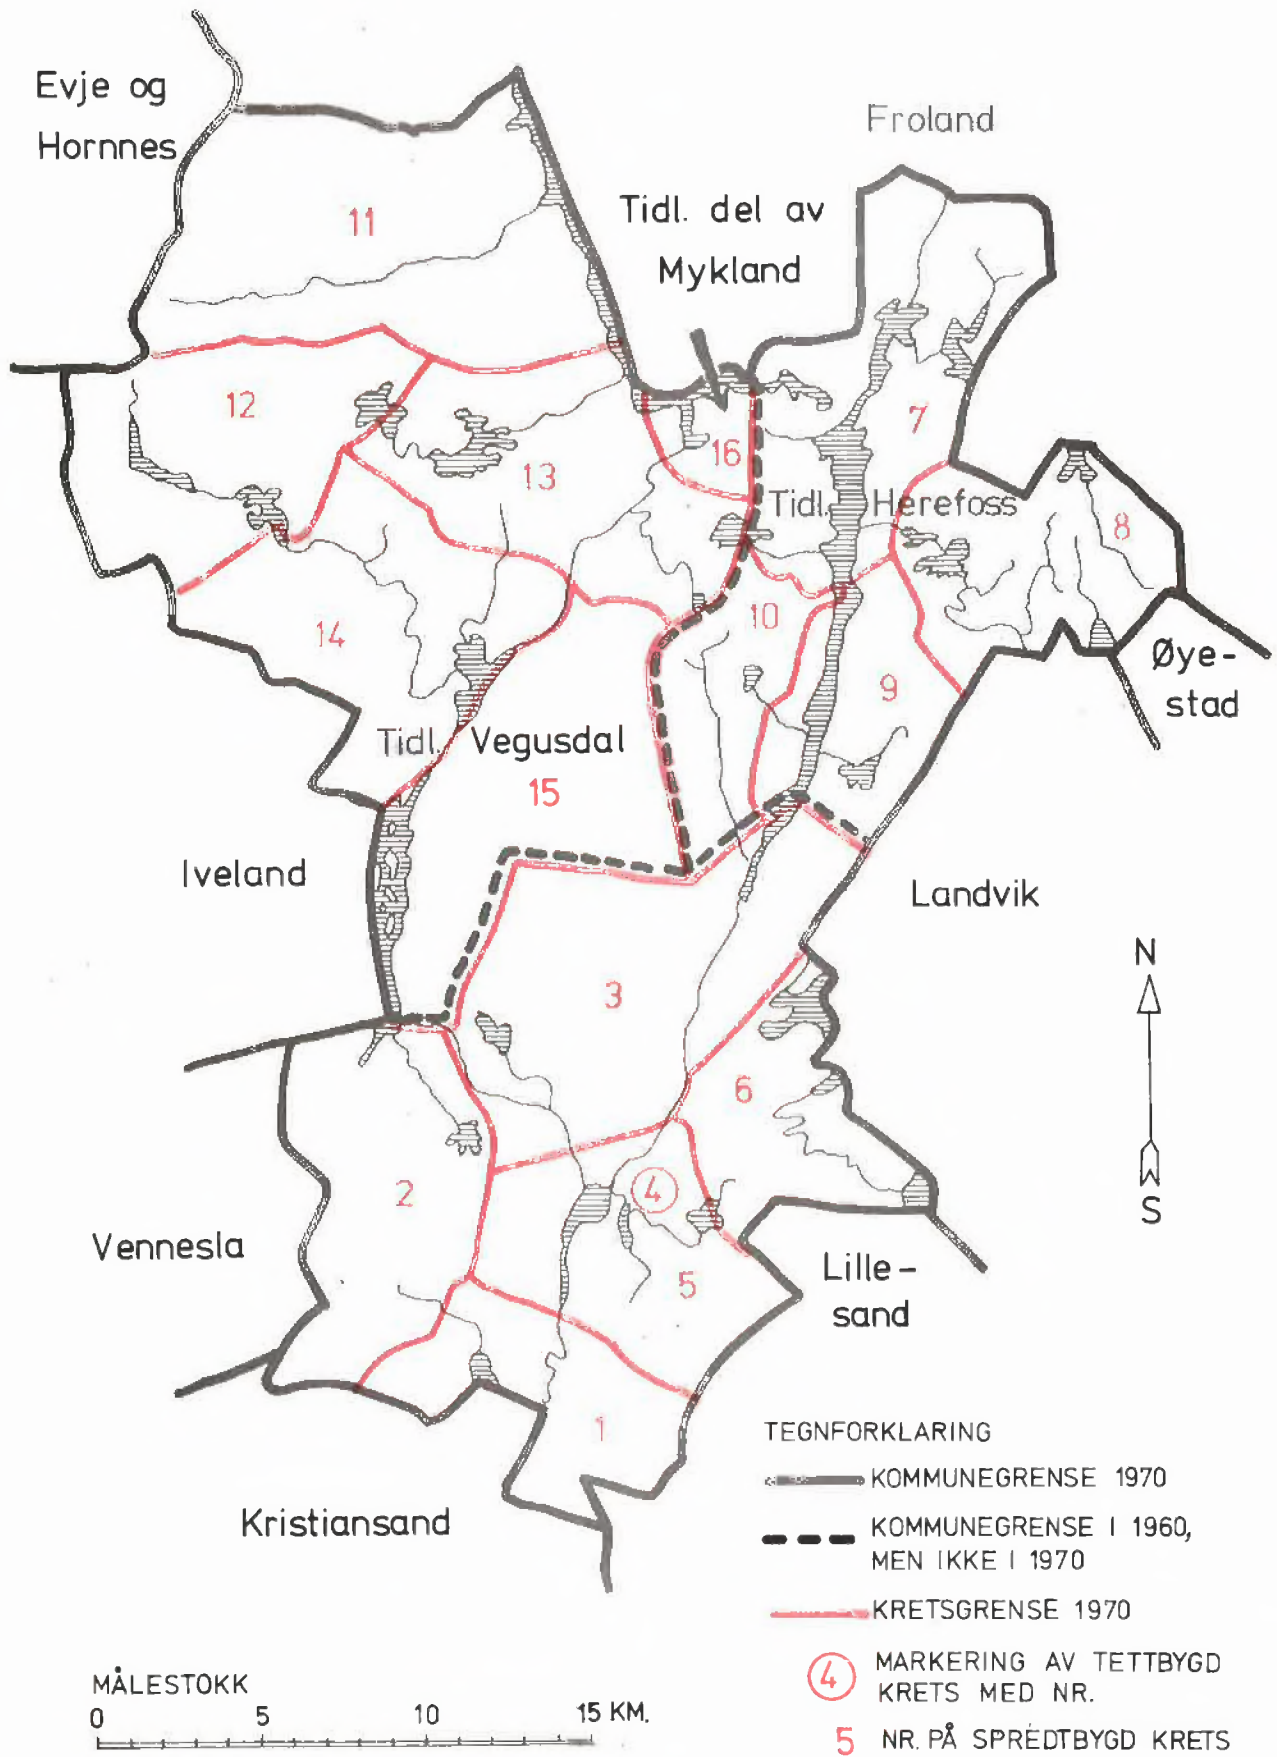 Evje og
Hornnes
Froland
Tidl. del av
Mykland
11
12
7
13
16
Tidl. Herefoss
8
14
10
Øye-
stad
9
Tidl. Vegusdal
15
Iveland
Landvik
N
3
6
2
4
S
Vennesla
5
Lille-
sand
1
Kristiansand
TEGNFORKLARING
KOMMUNEGRENSE 1970
KOMMUNEGRENSE I 1960,
MEN IKKE I 1970
KRETSGRENSE 1970
4 MARKERING AV TETTBYGD
KRETS MED NR.
5 NR. PÅ SPREDTBYGD KRETS
MÅLESTOKK
0 5 10 15 KM.